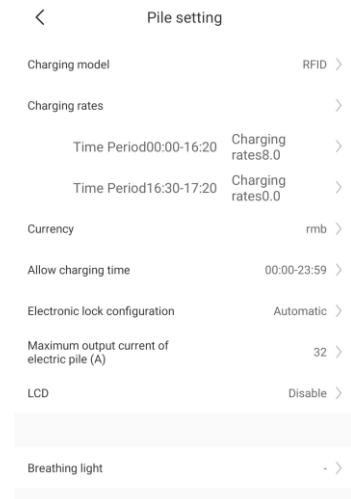 Pile setting
Charging model RFID
Charging rates
Time Period00:00-16:20 Charging rates8.0
Time Period16:30-17:20 Charging rates0.0
Currency rmb
Allow charging time 00:00-23:59
Electronic lock configuration Automatic
Maximum output current of
electric pile (A) 32
LCD Disable
Breathing light -